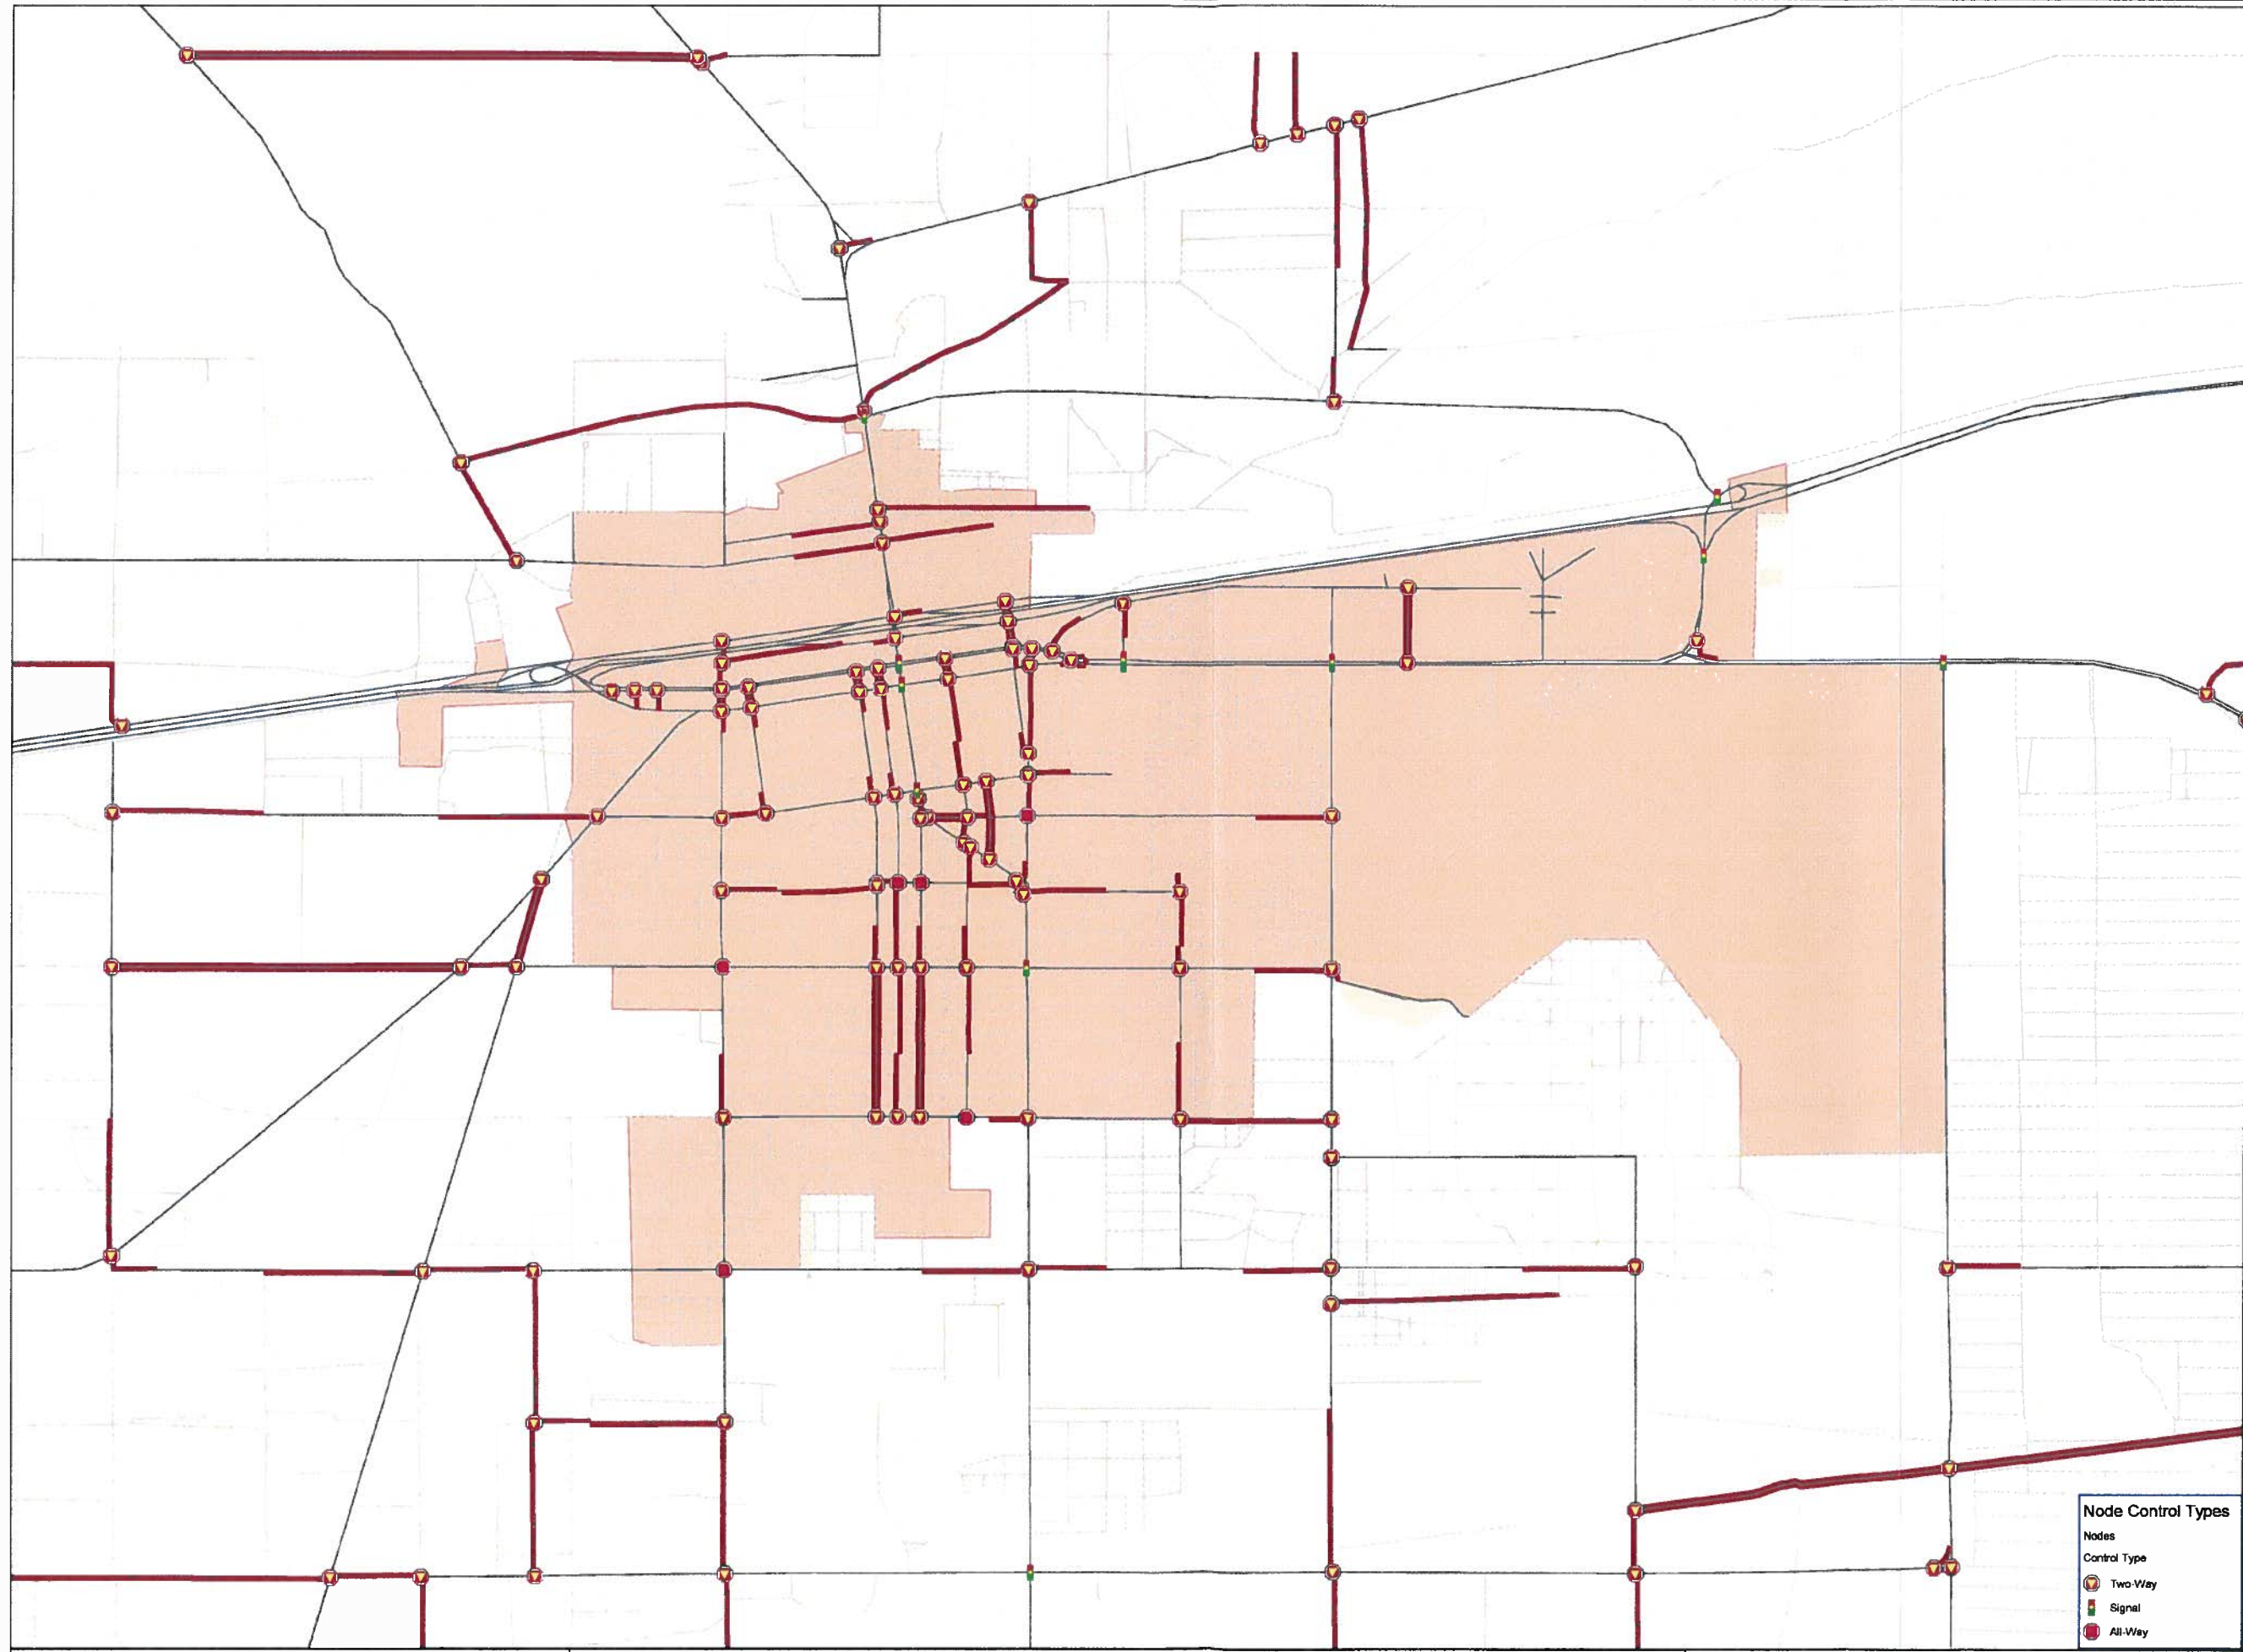 Node Control Types
Nodes
Control Type
Two-Way
Signal
All-Way